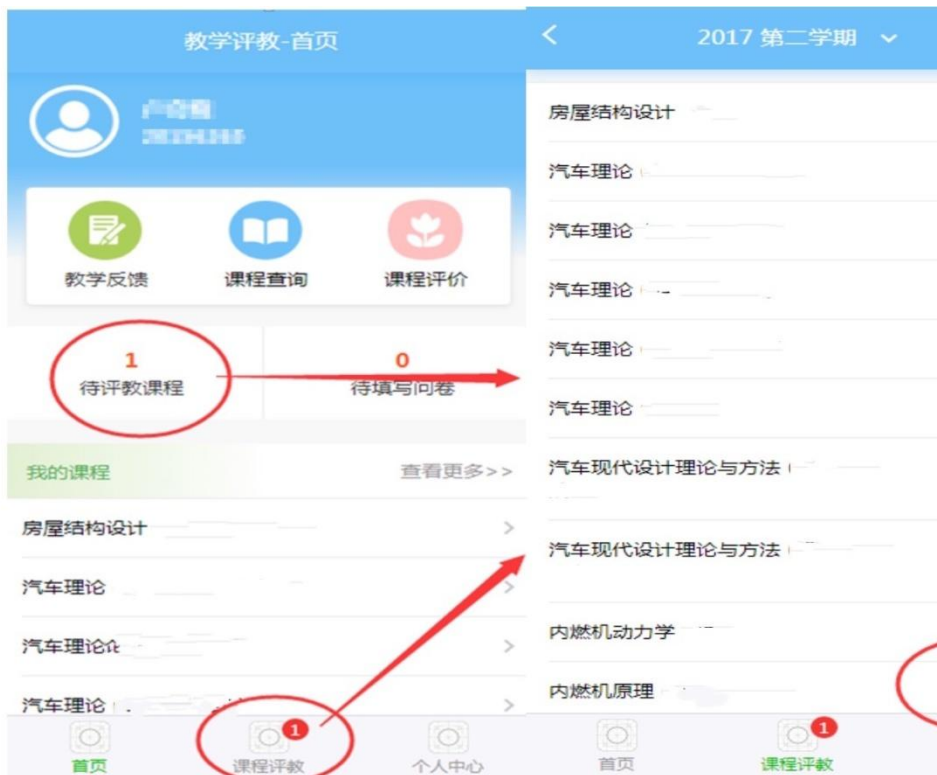 教学评教-首页
教学反馈
课程查询
课程评价
1
待评教课程
0
待填写问卷
我的课程
查看更多>>
房屋结构设计
汽车理论
汽车理论
汽车理论
首页
1
课程评教
个人中心
2017 第二学期
房屋结构设计
汽车理论
汽车理论
汽车理论
汽车理论
汽车理论
汽车现代设计理论与方法
汽车现代设计理论与方法
内燃机动力学
内燃机原理
首页
1
课程评教